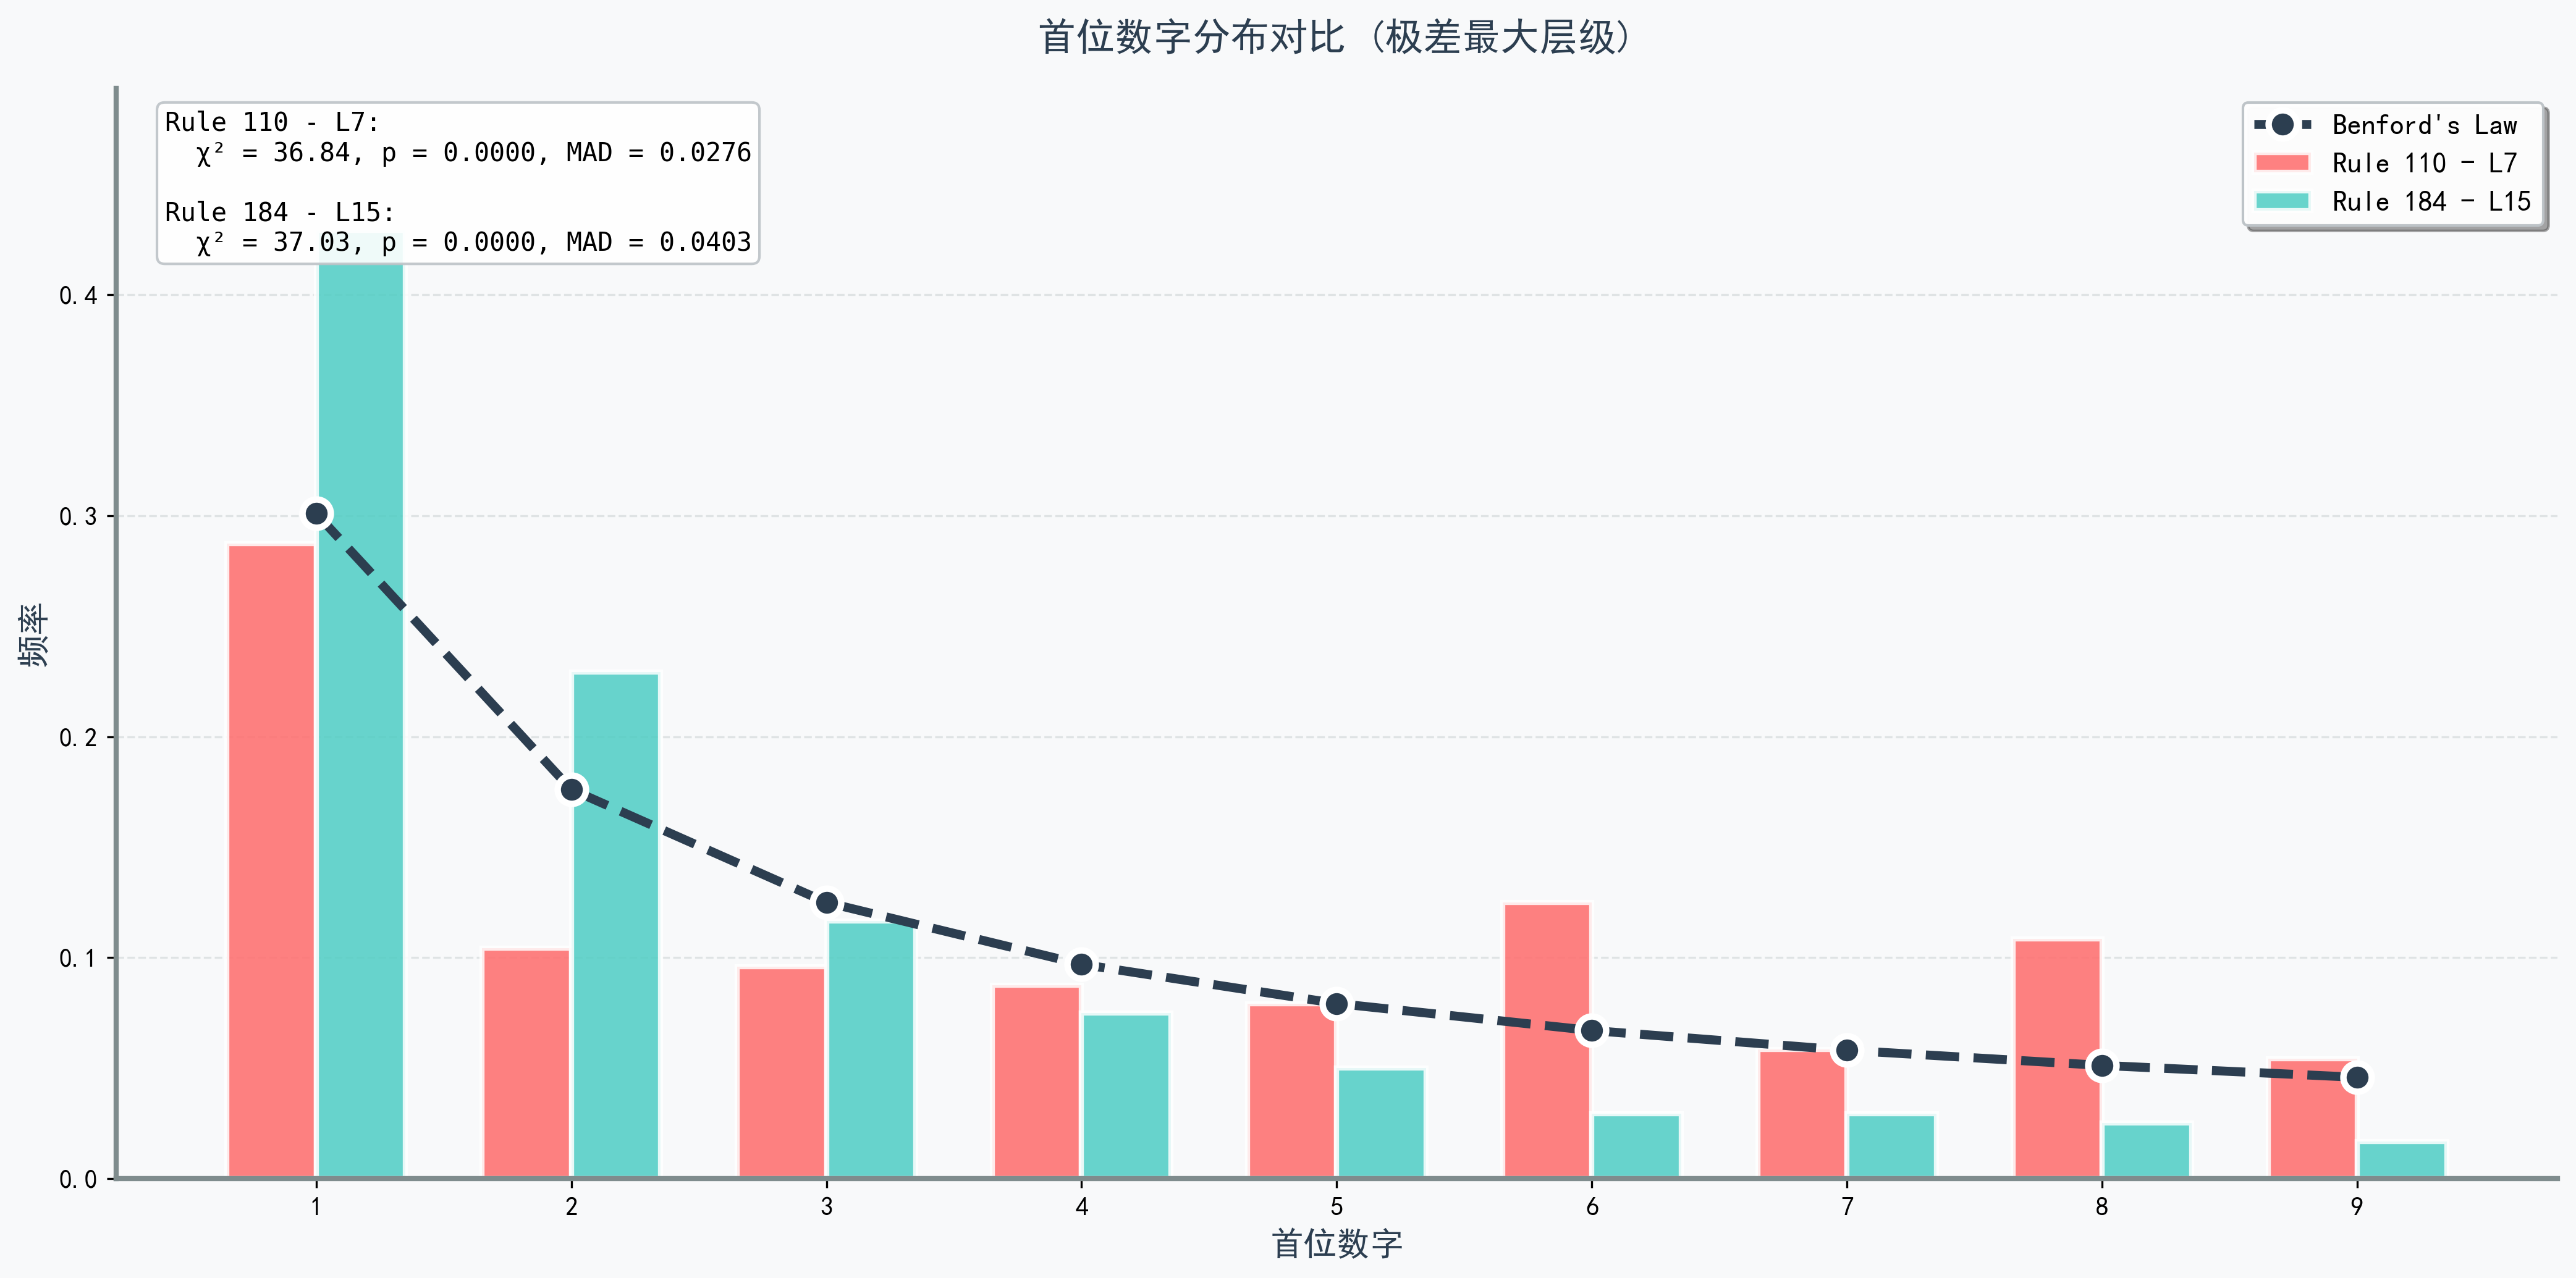 首位数字分布对比 (极差最大层级)
Rule 110 - L7:
χ² = 36.84, p = 0.0000, MAD = 0.0276
Rule 184 - L15:
χ² = 37.03, p = 0.0000, MAD = 0.0403
Benford's Law
Rule 110 - L7
Rule 184 - L15
频率
0.4
0.3
0.2
0.1
0.0
1 2 3 4 5 6 7 8 9
首位数字